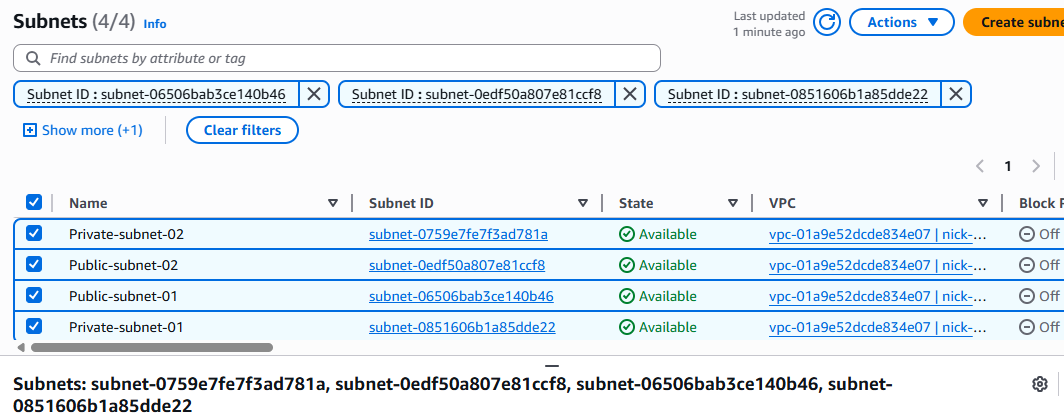 Subnets (4/4) Info
Last updated
1 minute ago
Actions
Create subne
Find subnets by attribute or tag
Subnet ID : subnet-06506bab3ce140b46
Subnet ID : subnet-0edf50a807e81ccf8
Subnet ID : subnet-0851606b1a85dde22
Show more (+1)
Clear filters
1
Name Subnet ID State VPC Block P
Private-subnet-02 subnet-0759e7fe7f3ad781a Available vpc-01a9e52dcde834e07 | nick-... Off
Public-subnet-02 subnet-0edf50a807e81ccf8 Available vpc-01a9e52dcde834e07 | nick-... Off
Public-subnet-01 subnet-06506bab3ce140b46 Available vpc-01a9e52dcde834e07 | nick-... Off
Private-subnet-01 subnet-0851606b1a85dde22 Available vpc-01a9e52dcde834e07 | nick-... Off
Subnets: subnet-0759e7fe7f3ad781a, subnet-0edf50a807e81ccf8, subnet-06506bab3ce140b46, subnet-
0851606b1a85dde22